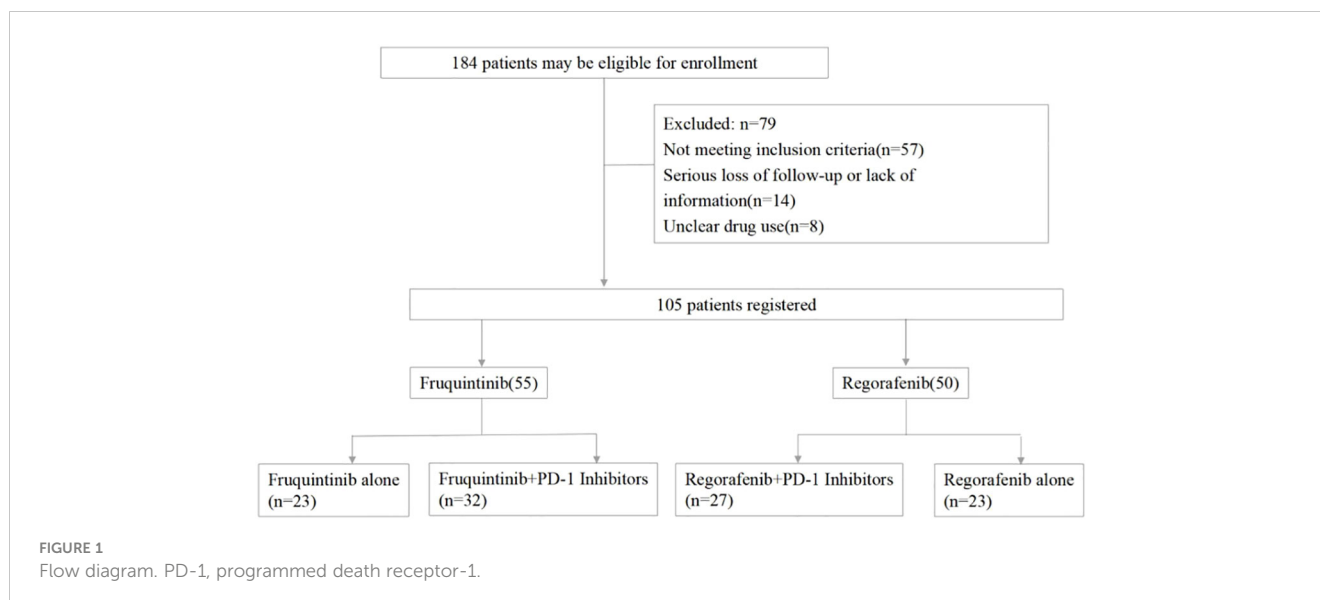 184 patients may be eligible for enrollment
Excluded: n=79
Not meeting inclusion criteria(n=57)
Serious loss of follow-up or lack of
information(n=14)
Unclear drug use(n=8)
105 patients registered
Fruquintinib(55)
Regorafenib(50)
Fruquintinib alone
(n=23)
Fruquintinib+PD-1 Inhibitors
(n=32)
Regorafenib+PD-1 Inhibitors
(n=27)
Regorafenib alone
(n=23)
FIGURE 1
Flow diagram. PD-1, programmed death receptor-1.